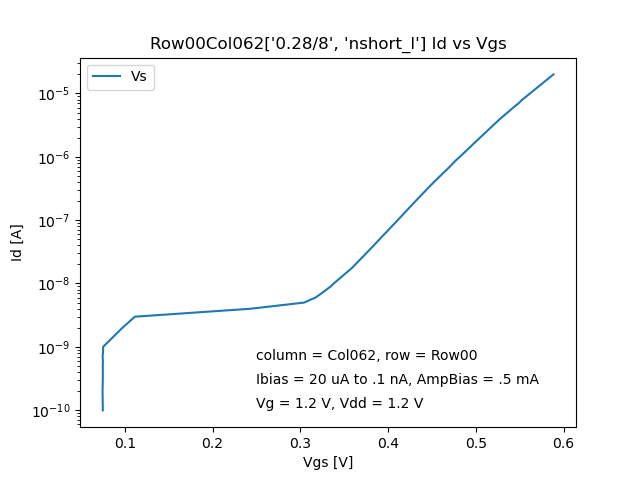 Row00Col062['0.28/8', 'nshort_l'] Id vs Vgs
Vs
10⁻⁵
10⁻⁶
10⁻⁷
10⁻⁸
10⁻⁹
10⁻¹⁰
Id [A]
column = Col062, row = Row00
Ibias = 20 uA to .1 nA, AmpBias = .5 mA
Vg = 1.2 V, Vdd = 1.2 V
0.1 0.2 0.3 0.4 0.5 0.6
Vgs [V]